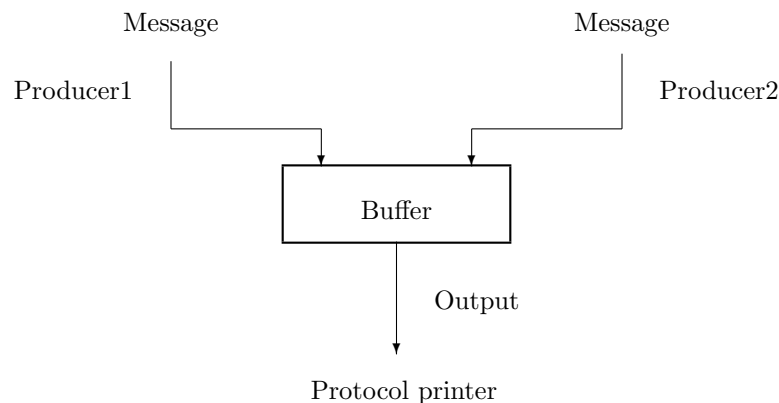 Message
Message
Producer1
Producer2
Buffer
Output
Protocol printer